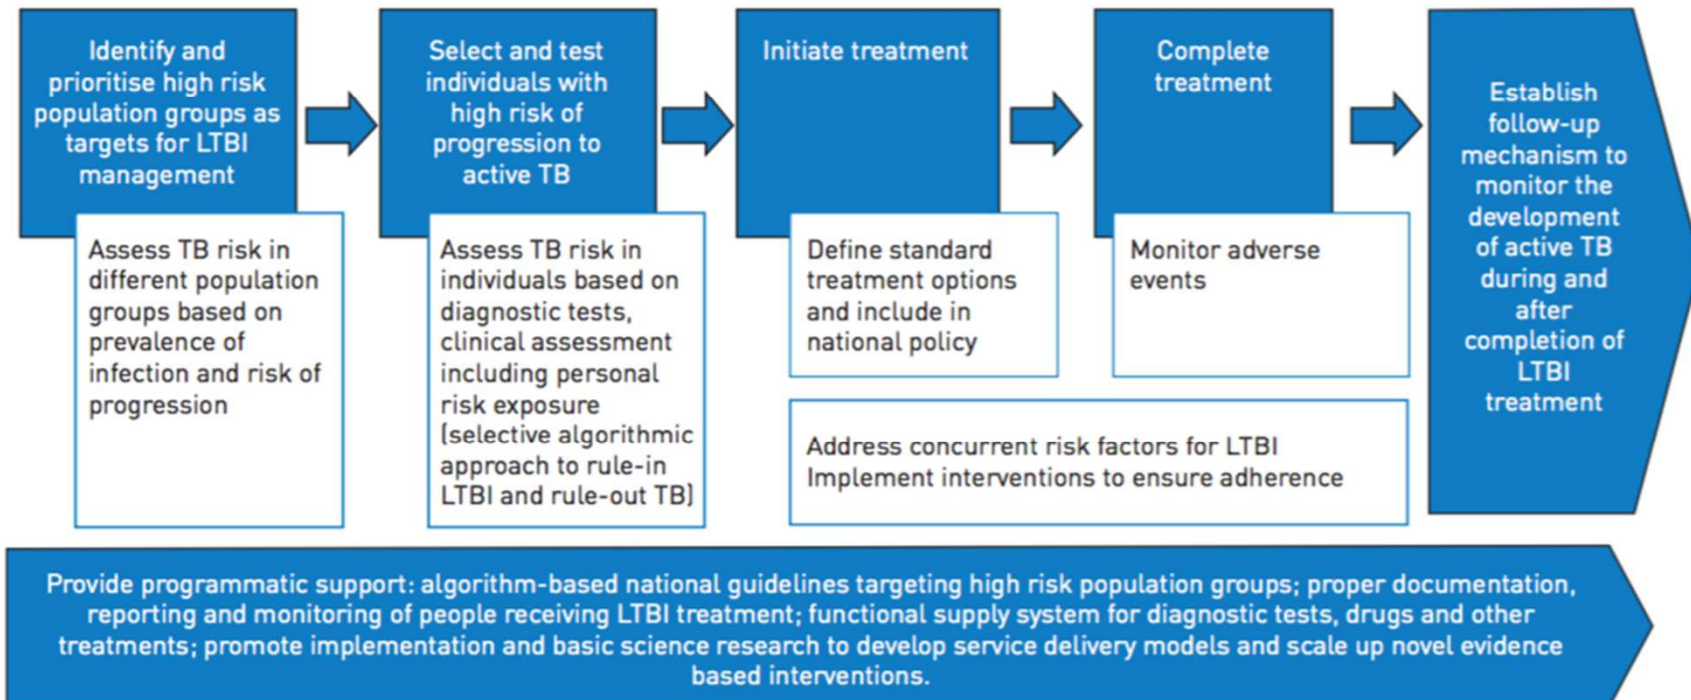 Identify and
prioritise high risk
population groups as
targets for LTBI
management
Assess TB risk in
different population
groups based on
prevalence of
infection and risk of
progression
Select and test
individuals with
high risk of
progression to
active TB
Assess TB risk in
individuals based on
diagnostic tests,
clinical assessment
including personal
risk exposure
(selective algorithmic
approach to rule-in
LTBI and rule-out TB)
Initiate treatment
Define standard
treatment options
and include in
national policy
Complete
treatment
Monitor adverse
events
Address concurrent risk factors for LTBI
Implement interventions to ensure adherence
Establish
follow-up
mechanism to
monitor the
development
of active TB
during and
after
completion of
LTBI
treatment
Provide programmatic support: algorithm-based national guidelines targeting high risk population groups; proper documentation,
reporting and monitoring of people receiving LTBI treatment; functional supply system for diagnostic tests, drugs and other
treatments; promote implementation and basic science research to develop service delivery models and scale up novel evidence
based interventions.